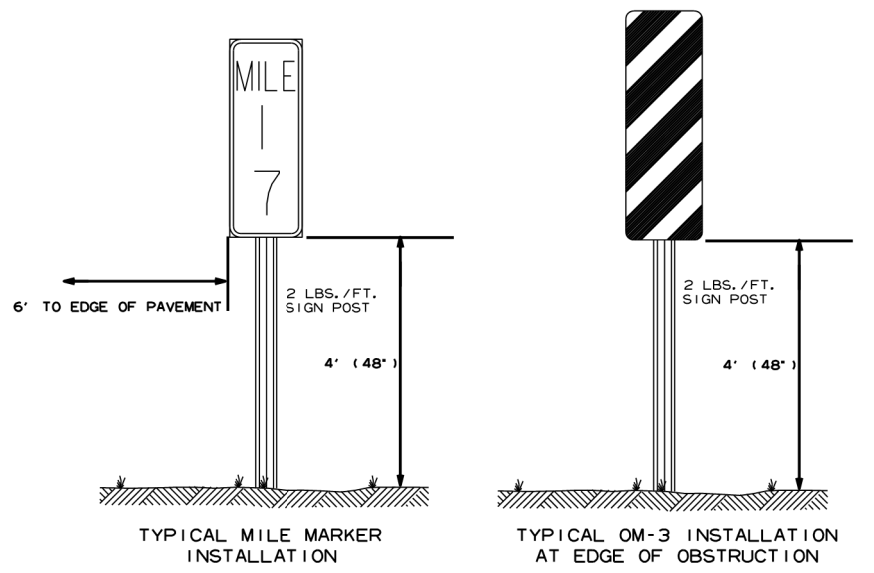 MILE
1
7
6' TO EDGE OF PAVEMENT
2 LBS./FT.
SIGN POST
4' (48")
TYPICAL MILE MARKER
INSTALLATION
2 LBS./FT.
SIGN POST
4' (48")
TYPICAL OM-3 INSTALLATION
AT EDGE OF OBSTRUCTION